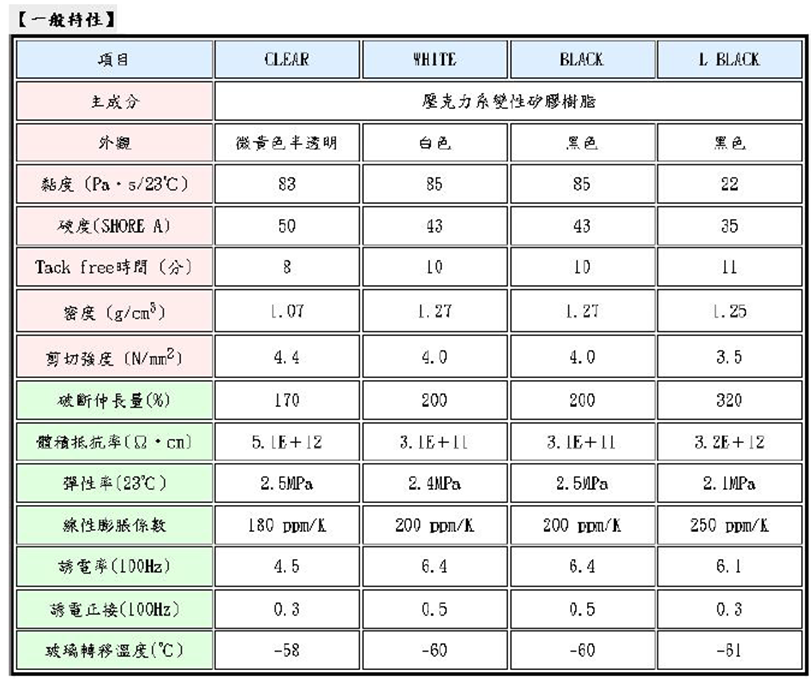 【一般特性】
項目 CLEAR WHITE BLACK L BLACK
主成分 壓克力系變性矽膠樹脂
外觀 微黃色半透明 白色 黑色 黑色
黏度 (Pa·s/23℃) 83 85 85 22
硬度(SHORE A) 50 43 43 35
Tack free時間 (分) 8 10 10 11
密度 (g/cm³) 1.07 1.27 1.27 1.25
剪切強度 (N/mm²) 4.4 4.0 4.0 3.5
破斷伸長量(%) 170 200 200 320
體積抵抗率(Ω·cm) 5.1E+12 3.1E+11 3.1E+11 3.2E+12
彈性率(23℃) 2.5MPa 2.4MPa 2.5MPa 2.1MPa
線性膨脹係數 180 ppm/K 200 ppm/K 200 ppm/K 250 ppm/K
誘電率(100Hz) 4.5 6.4 6.4 6.1
誘電正接(100Hz) 0.3 0.5 0.5 0.3
玻璃轉移溫度(℃) -58 -60 -60 -61